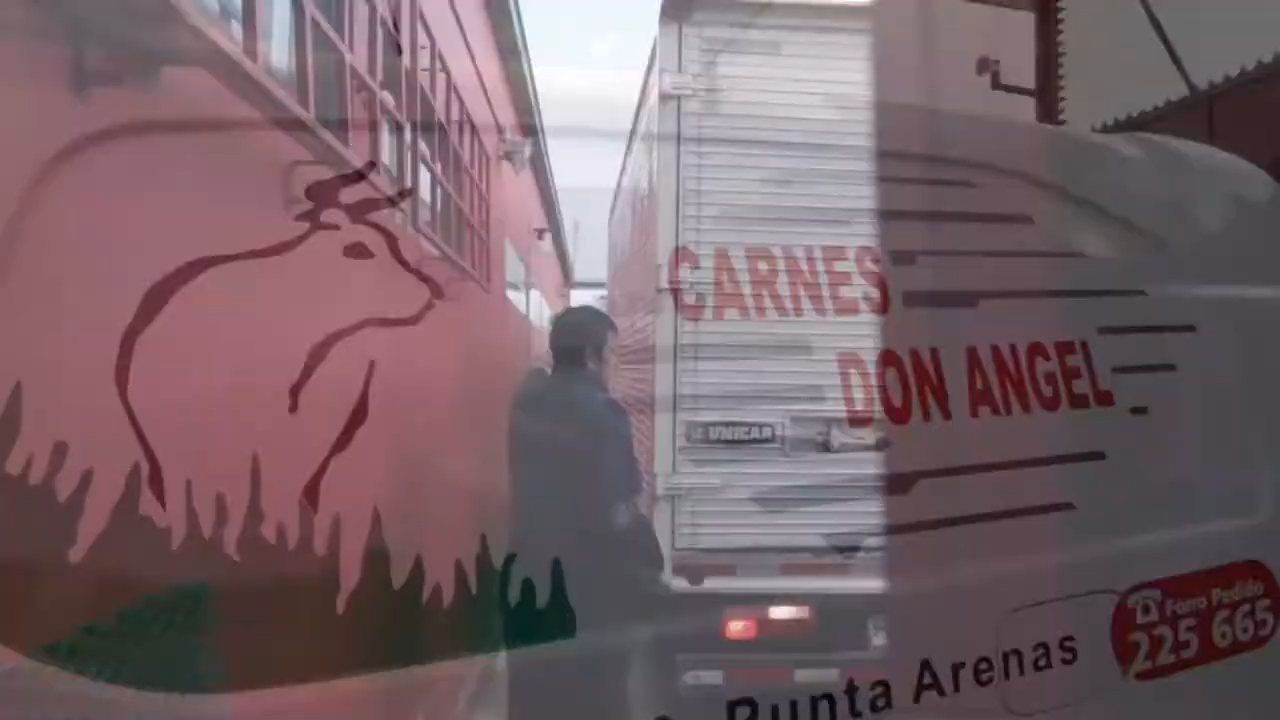 CARNES
DON ANGEL
UNICAR
Fono Pedido
225 665
Punta Arenas